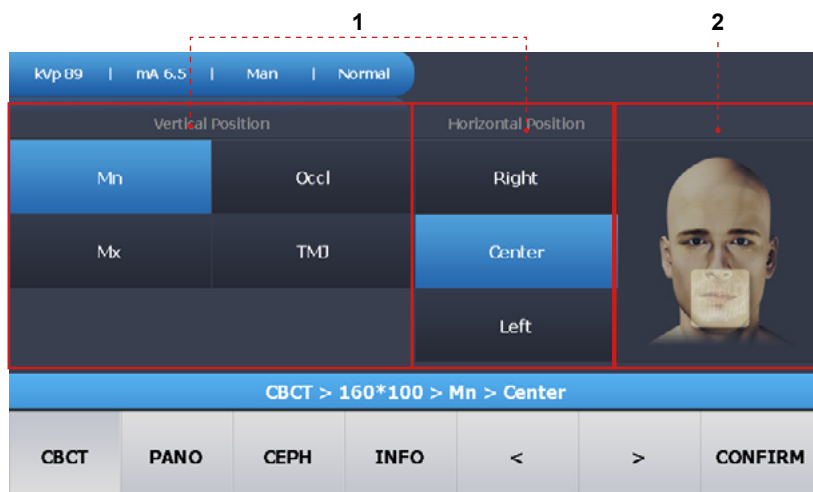 1 2
kVp 89 | mA 6.5 | Man | Normal
Vertical Position Horizontal Position
Mn Occl Right
Mx TMJ Center
Left
CBCT > 160*100 > Mn > Center
CBCT PANO CEPH INFO < > CONFIRM